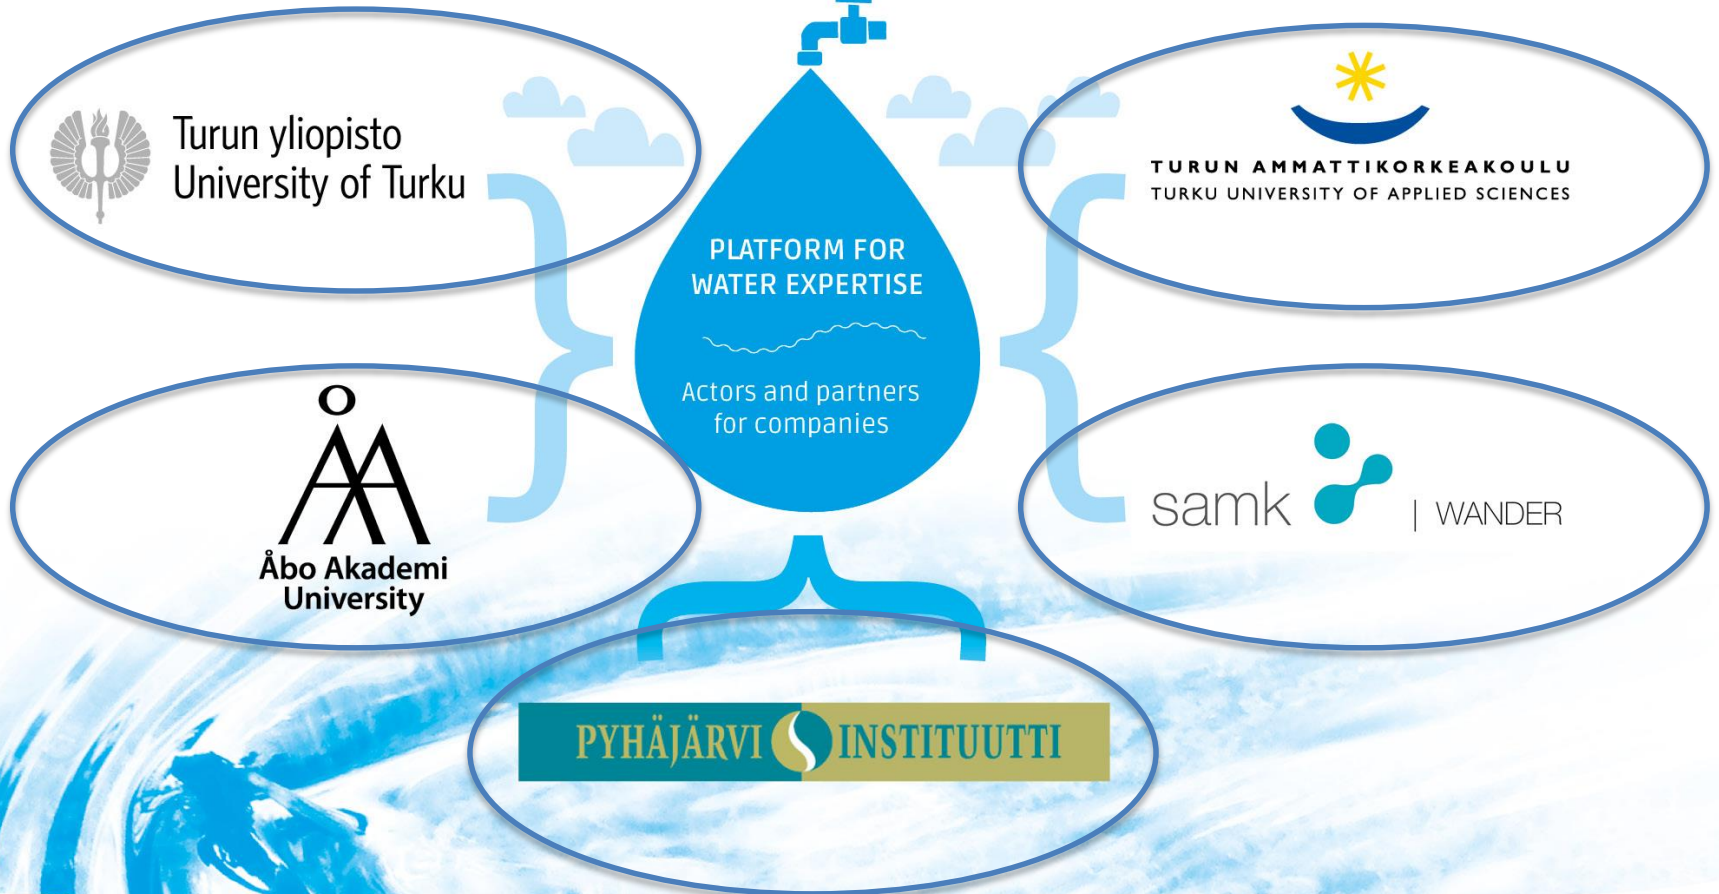 Turun yliopisto
University of Turku
TURUN AMMATTIKORKEAKOULU
TURKU UNIVERSITY OF APPLIED SCIENCES
PLATFORM FOR
WATER EXPERTISE
Actors and partners
for companies
Åbo Akademi
University
samk | WANDER
PYHÄJÄRVI INSTITUUTTI